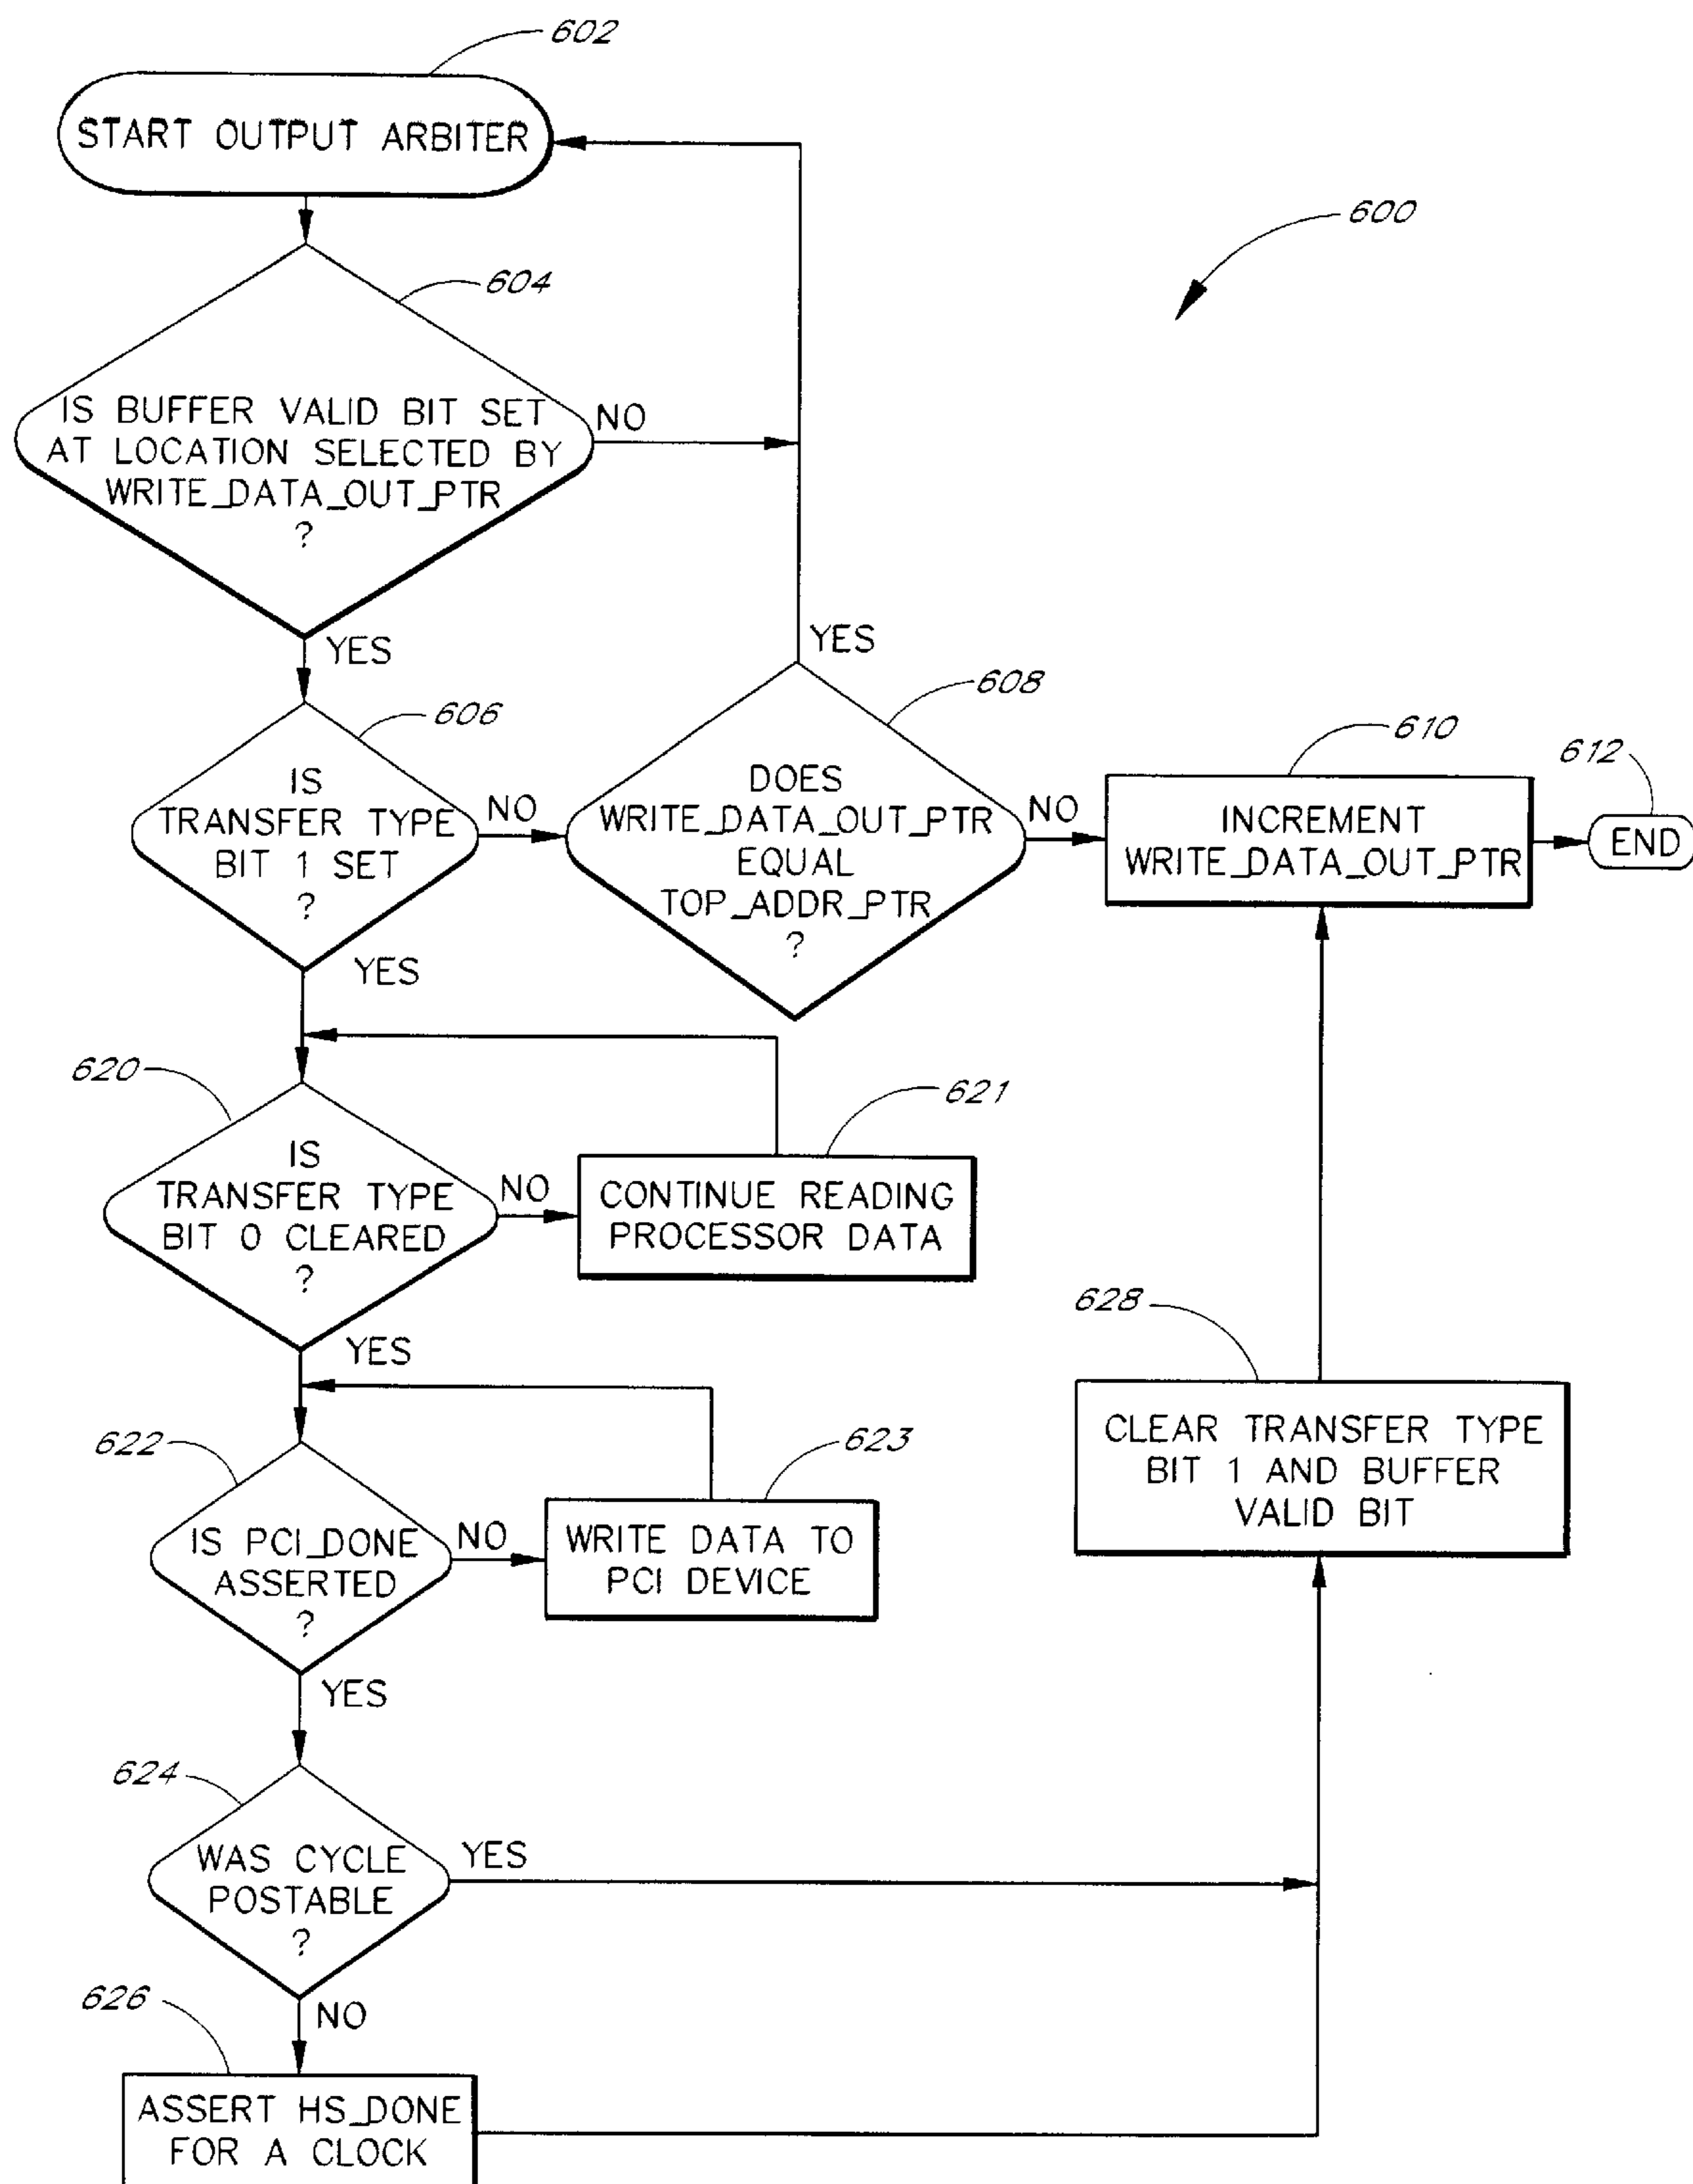 602
START OUTPUT ARBITER
600
604
IS BUFFER VALID BIT SET
AT LOCATION SELECTED BY
WRITE_DATA_OUT_PTR
?
NO
YES
YES
606
IS
TRANSFER TYPE
BIT 1 SET
?
NO
YES
608
DOES
WRITE_DATA_OUT_PTR
EQUAL
TOP_ADDR_PTR
?
NO
610
INCREMENT
WRITE_DATA_OUT_PTR
612
END
620
IS
TRANSFER TYPE
BIT 0 CLEARED
?
NO
YES
621
CONTINUE READING
PROCESSOR DATA
622
IS PCI_DONE
ASSERTED
?
NO
YES
623
WRITE DATA TO
PCI DEVICE
628
CLEAR TRANSFER TYPE
BIT 1 AND BUFFER
VALID BIT
624
WAS CYCLE
POSTABLE
?
YES
NO
626
ASSERT HS_DONE
FOR A CLOCK